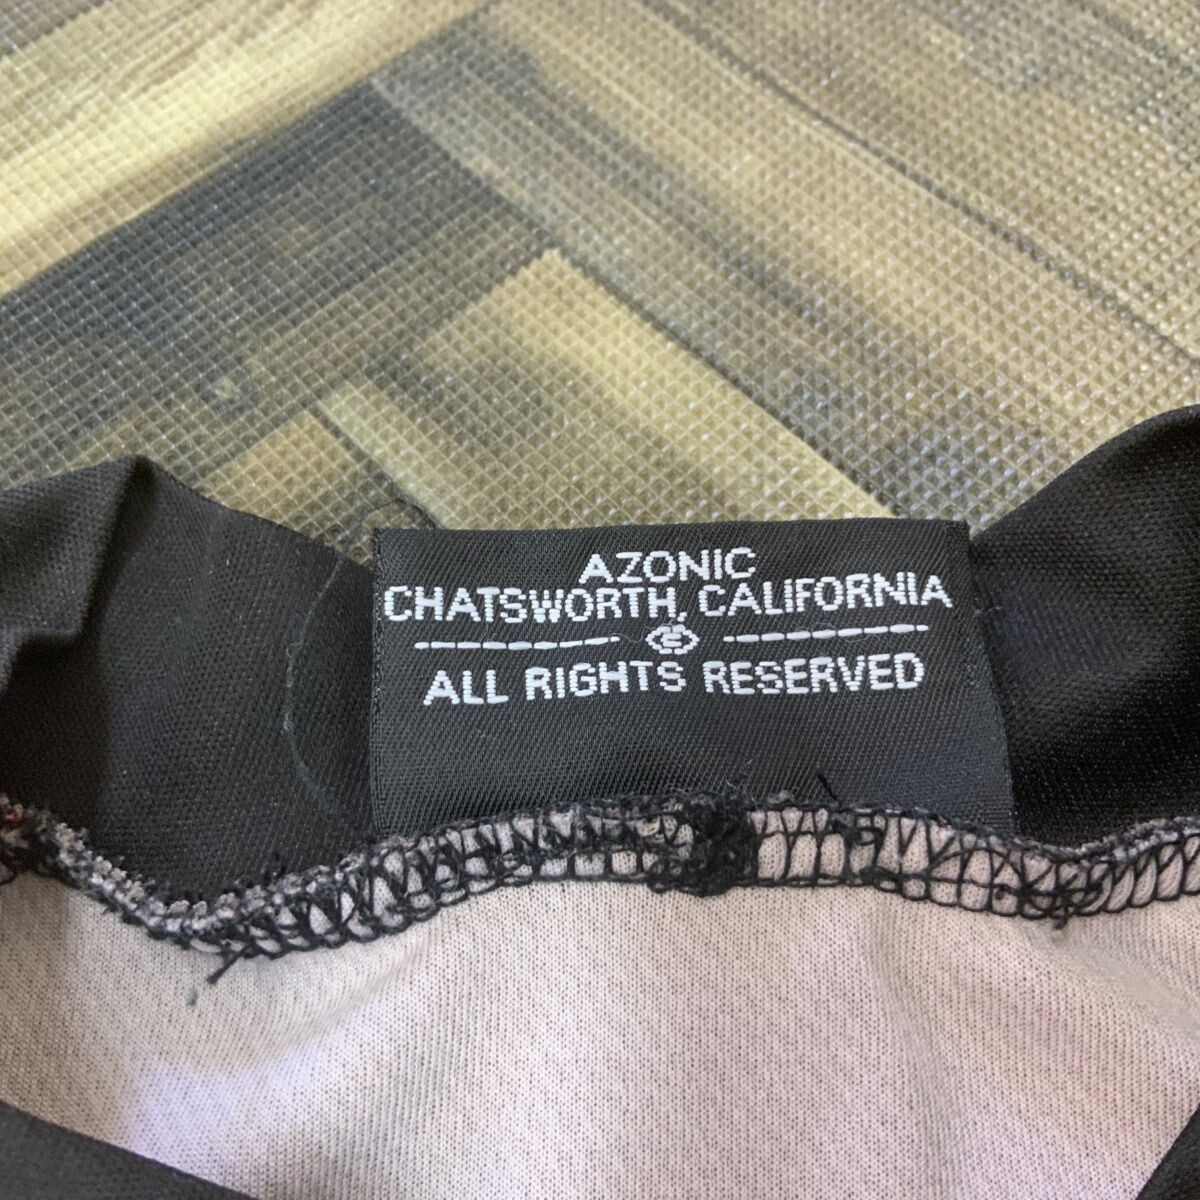 AZONIC
CHATSWORTH, CALIFORNIA
©
ALL RIGHTS RESERVED